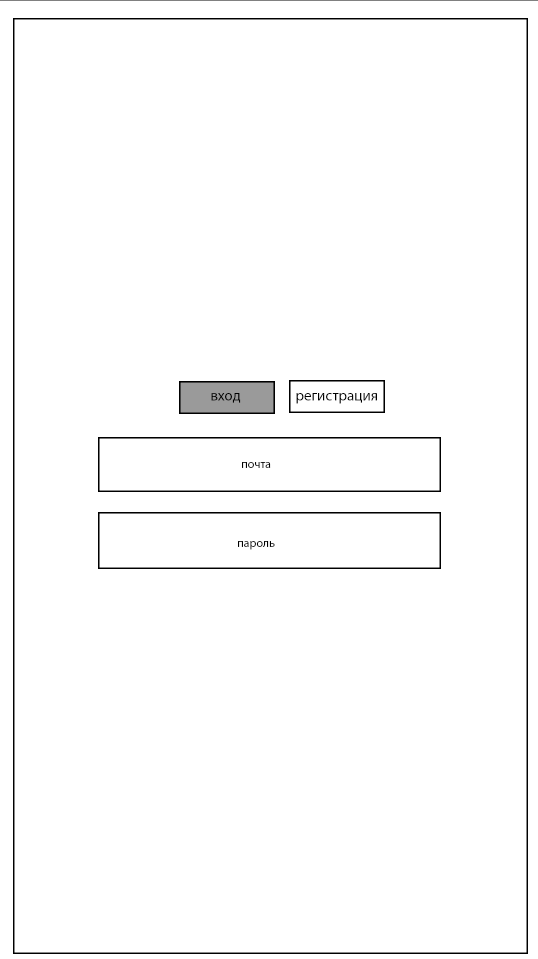 вход
регистрация
почта
пароль